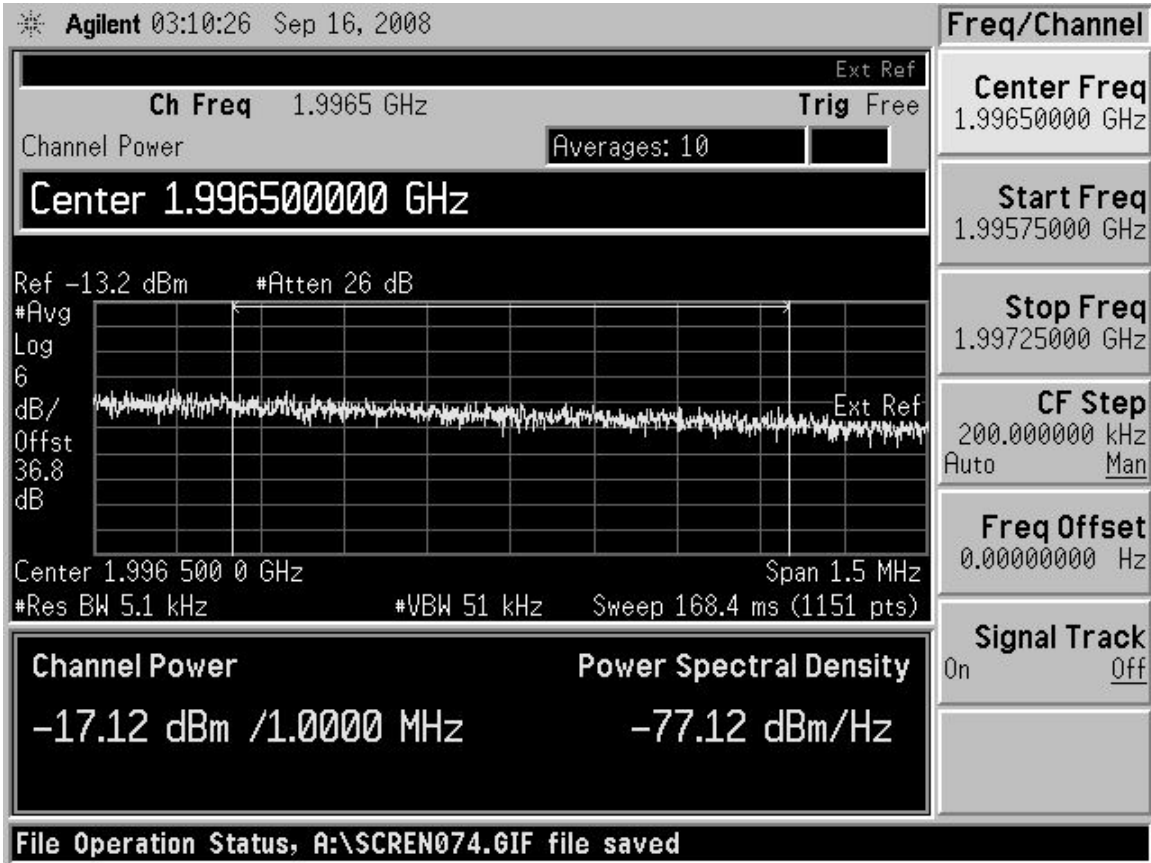 Agilent 03:10:26 Sep 16, 2008
Freq/Channel
Ext Ref
Ch Freq 1.9965 GHz Trig Free
Channel Power Averages: 10
Center 1.996500000 GHz
Ref -13.2 dBm #Atten 26 dB
#Avg
Log
6
dB/
Offst
36.8
dB
Ext Ref
Center 1.996 500 0 GHz Span 1.5 MHz
#Res BW 5.1 kHz #VBW 51 kHz Sweep 168.4 ms (1151 pts)
Channel Power Power Spectral Density
-17.12 dBm /1.0000 MHz -77.12 dBm/Hz
File Operation Status, A:\SCREN074.GIF file saved
Center Freq
1.99650000 GHz
Start Freq
1.99575000 GHz
Stop Freq
1.99725000 GHz
CF Step
200.000000 kHz
Auto Man
Freq Offset
0.00000000 Hz
Signal Track
On Off